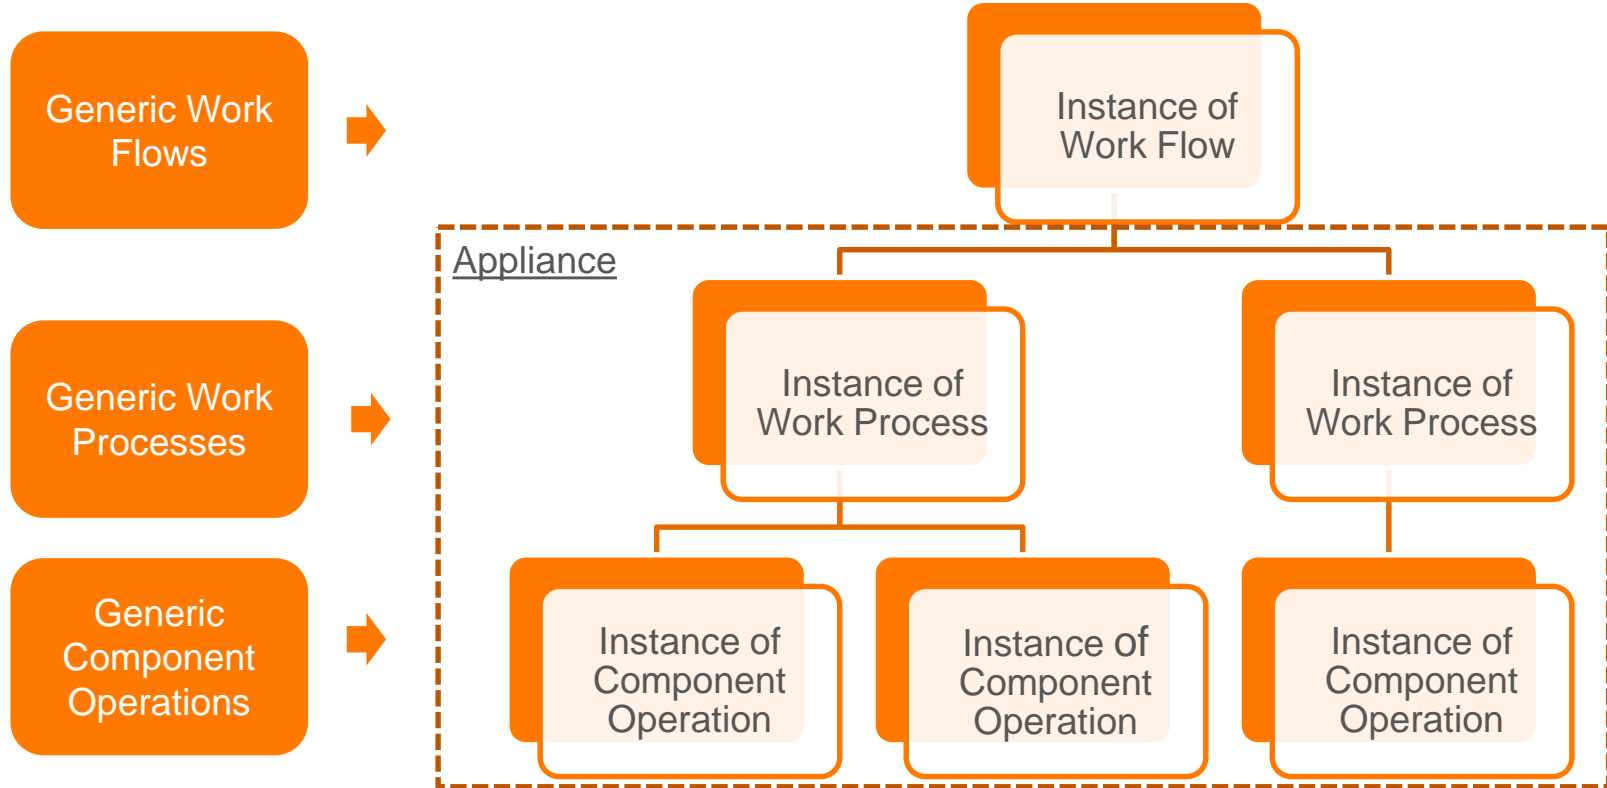 Generic Work
Flows
Instance of
Work Flow
Appliance
Generic Work
Processes
Instance of
Work Process
Instance of
Work Process
Generic
Component
Operations
Instance of
Component
Operation
Instance of
Component
Operation
Instance of
Component
Operation